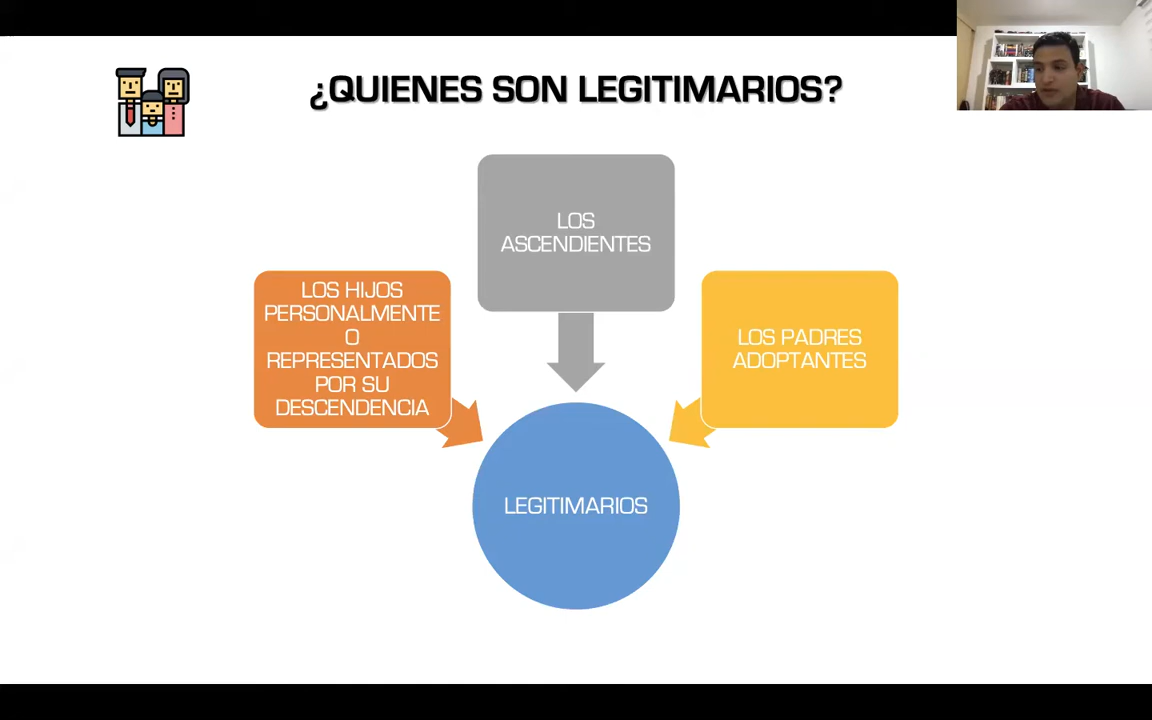 ¿QUIENES SON LEGITIMARIOS?
LOS
ASCENDIENTES
LOS HIJOS
PERSONALMENTE
O
REPRESENTADOS
POR SU
DESCENDENCIA
LOS PADRES
ADOPTANTES
LEGITIMARIOS